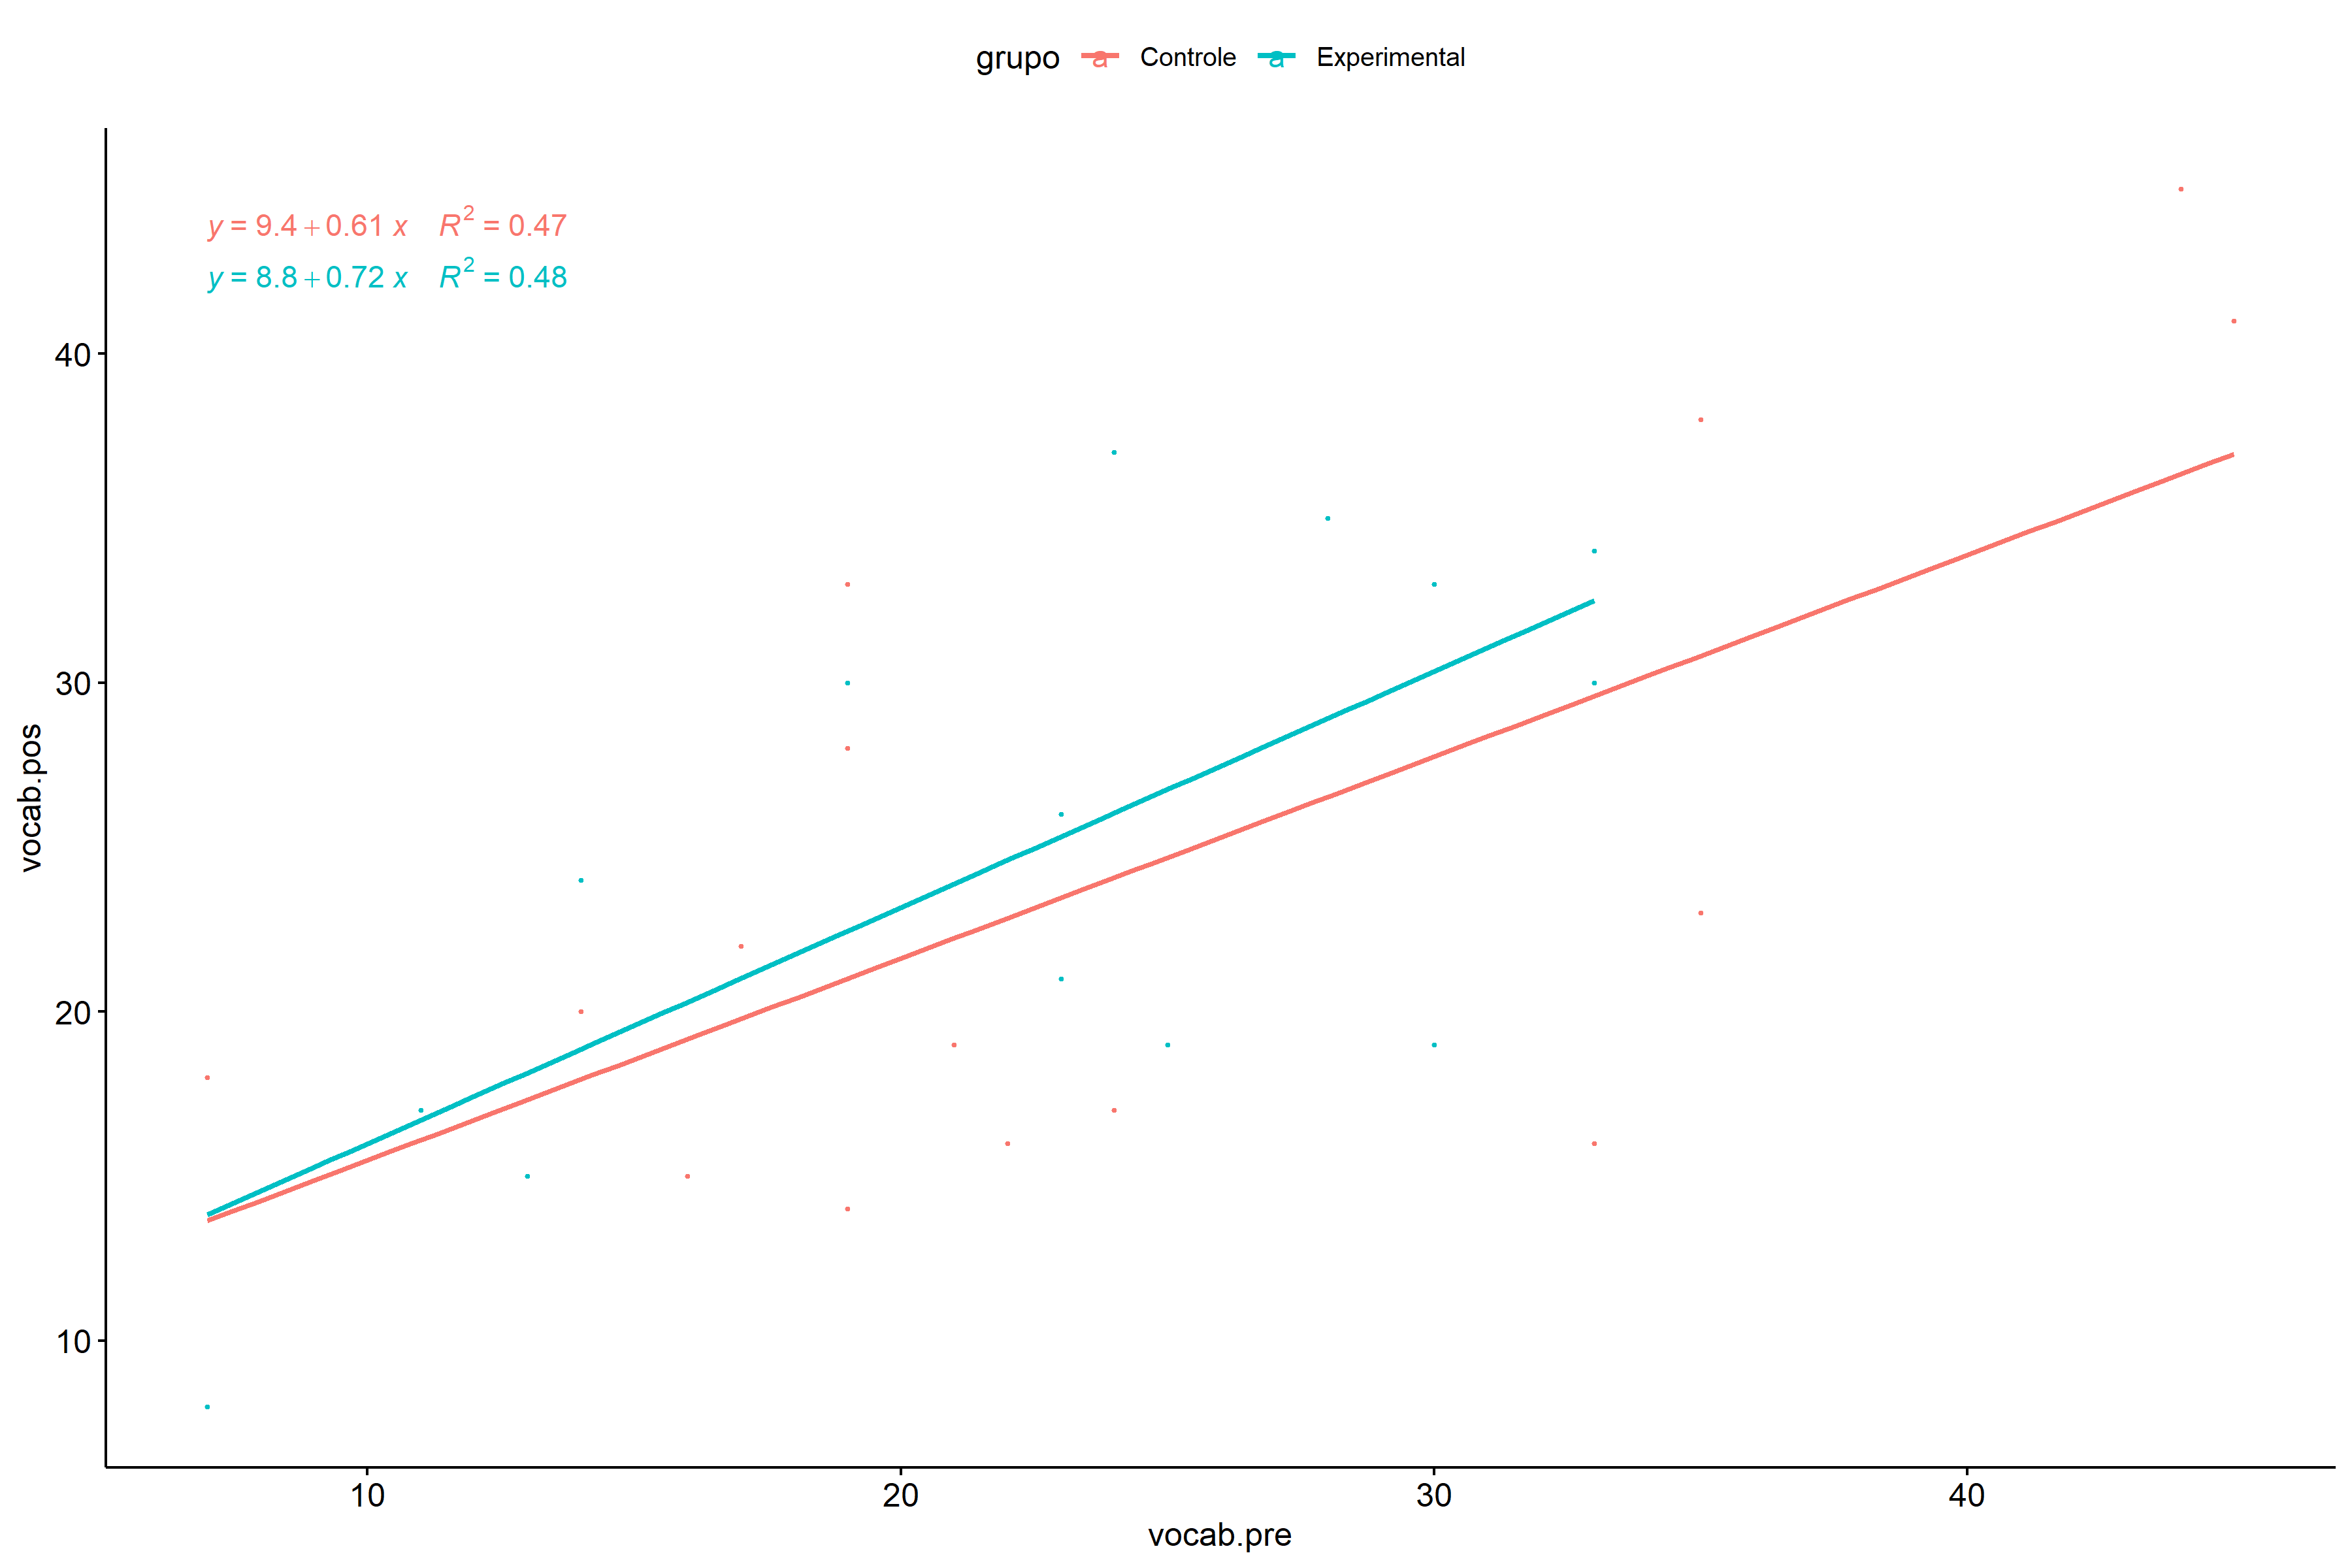 grupo a Controle a Experimental
y = 9.4 + 0.61 x R² = 0.47
y = 8.8 + 0.72 x R² = 0.48
40
30
20
10
vocab.pos
10 20 30 40
vocab.pre